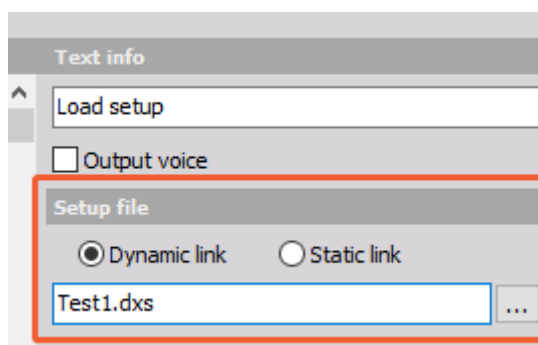 Text info
Load setup
Output voice
Setup file
Dynamic link Static link
Test1.dxs ...